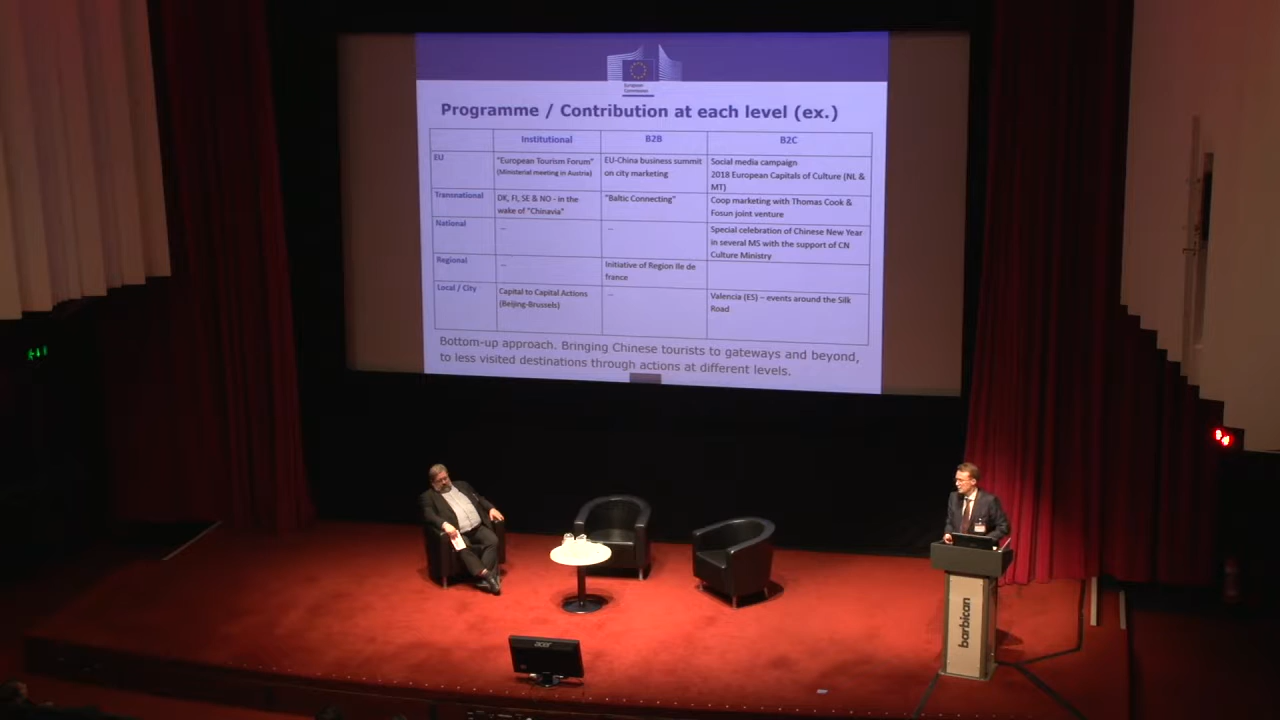 European
Commission
Programme / Contribution at each level (ex.)
Institutional
B2B
B2C
EU
"European Tourism Forum"
(Ministerial meeting in Austria)
EU-China business summit
on city marketing
Social media campaign
2018 European Capitals of Culture (NL &
MT)
Transnational
DK, FI, SE & NO - in the
wake of "Chinavia"
"Baltic Connecting"
Coop marketing with Thomas Cook &
Fosun joint venture
National
...
...
Special celebration of Chinese New Year
in several MS with the support of CN
Culture Ministry
Regional
...
Initiative of Region Ile de
france
Local / City
Capital to Capital Actions
(Beijing-Brussels)
...
Valencia (ES) – events around the Silk
Road
Bottom-up approach. Bringing Chinese tourists to gateways and beyond,
to less visited destinations through actions at different levels.
barbican
acer